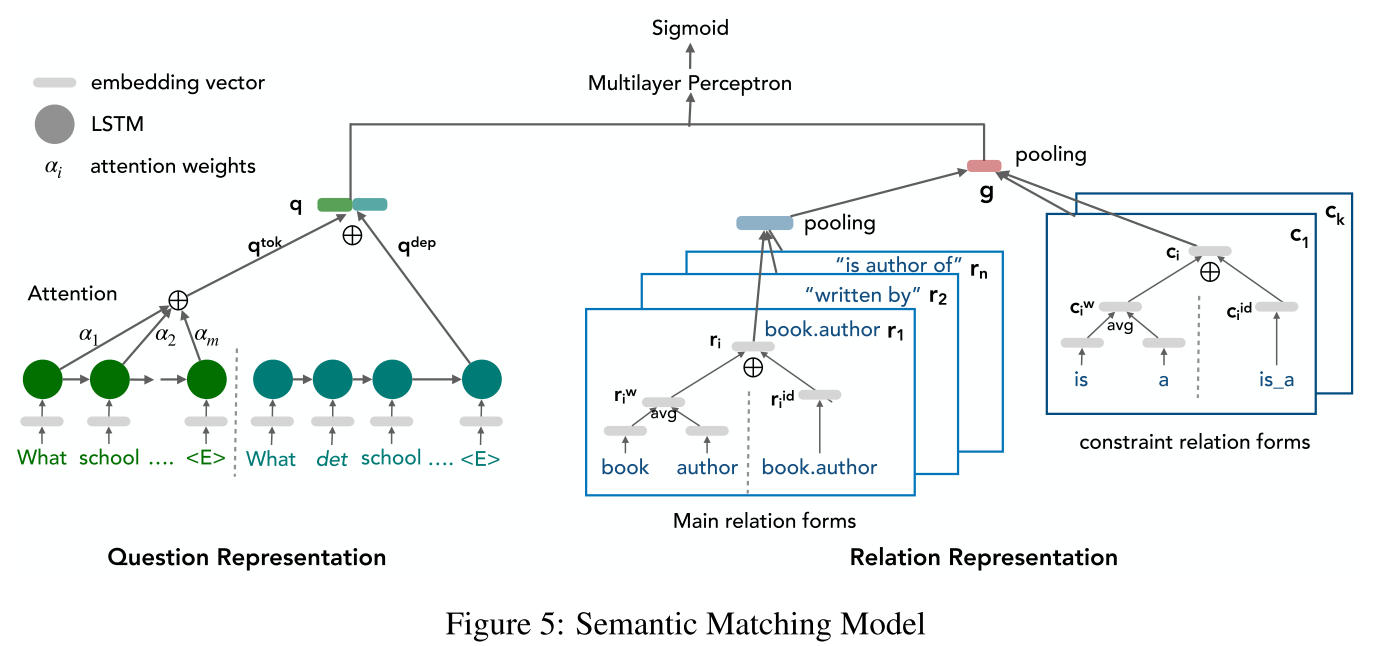 Sigmoid
Multilayer Perceptron
embedding vector
LSTM
αi attention weights
pooling
g
q
pooling
qtok
qdep
Attention
α1 α2 αm
What school .... <E>
What det school .... <E>
"is author of" rn
"written by" r2
book.author r1
ri
riw
avg
riid
book author book.author
Main relation forms
ck
c1
ci
ciw
avg
ciid
is a is_a
constraint relation forms
Question Representation
Relation Representation
Figure 5: Semantic Matching Model